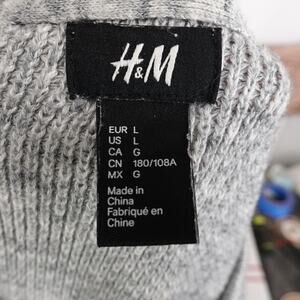 H&M
EUR L
US L
CA G
CN 180/108A
MX G
Made in
China
Fabriqué en
Chine